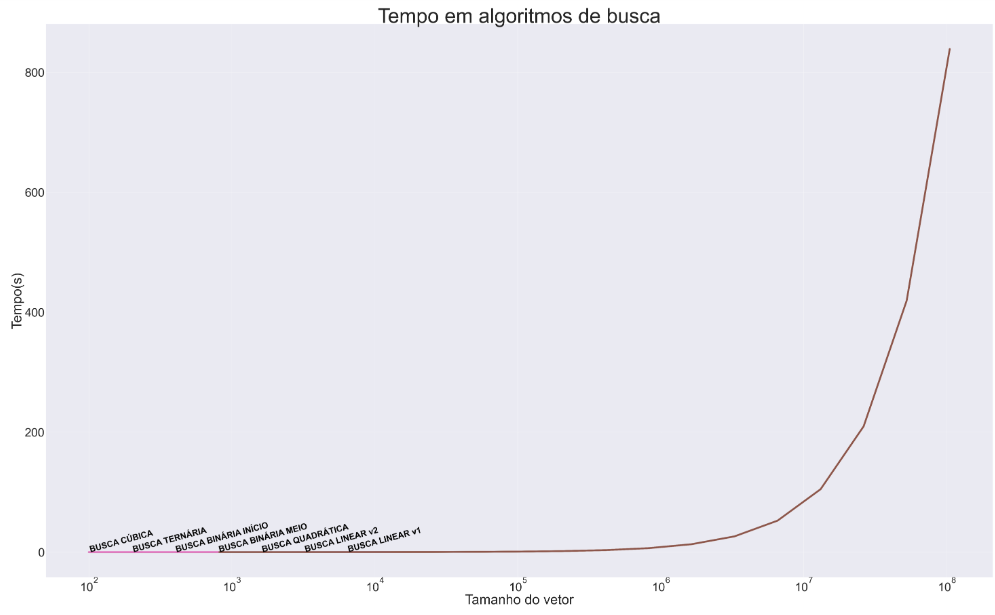 Tempo em algoritmos de busca
Tempo(s)
800
600
400
200
0
BUSCA CÚBICA
BUSCA TERNÁRIA
BUSCA BINÁRIA INÍCIO
BUSCA BINÁRIA MEIO
BUSCA QUADRÁTICA
BUSCA LINEAR v2
BUSCA LINEAR v1
10² 10³ 10⁴ 10⁵ 10⁶ 10⁷ 10⁸
Tamanho do vetor